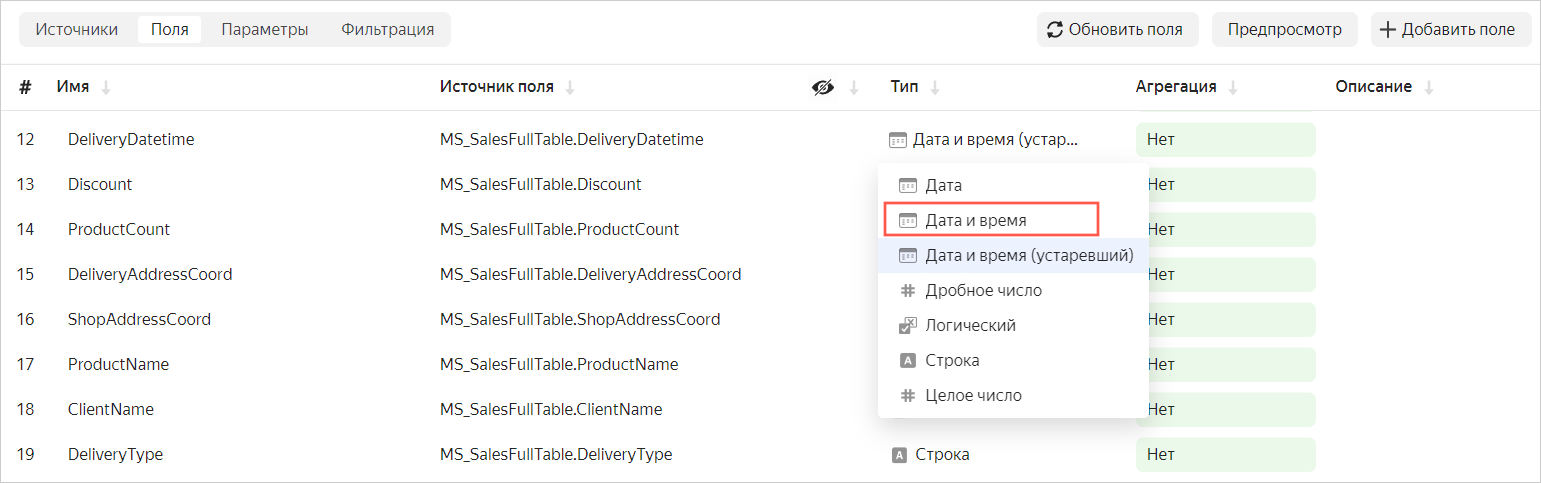 Источники Поля Параметры Фильтрация Обновить поля Предпросмотр Добавить поле
# Имя Источник поля Тип Агрегация Описание
12 DeliveryDatetime MS_SalesFullTable.DeliveryDatetime Дата и время (устар... Нет
13 Discount MS_SalesFullTable.Discount Дата Нет
14 ProductCount MS_SalesFullTable.ProductCount Дата и время Нет
15 DeliveryAddressCoord MS_SalesFullTable.DeliveryAddressCoord Дата и время (устаревший) Нет
16 ShopAddressCoord MS_SalesFullTable.ShopAddressCoord Дробное число Логический Нет
17 ProductName MS_SalesFullTable.ProductName Строка Нет
18 ClientName MS_SalesFullTable.ClientName Целое число Нет
19 DeliveryType MS_SalesFullTable.DeliveryType Строка Нет